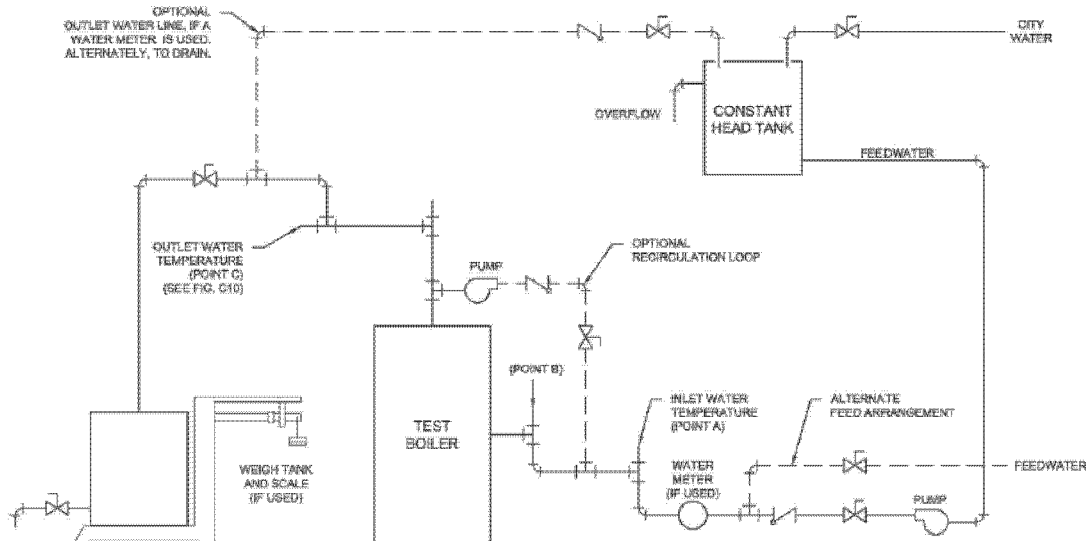 OPTIONAL
OUTLET WATER LINE, IF A
WATER METER IS USED.
ALTERNATELY, TO DRAIN.
CITY
WATER
OVERFLOW
CONSTANT
HEAD TANK
FEEDWATER
OUTLET WATER
TEMPERATURE
(POINT C)
(SEE FIG. C10)
PUMP
OPTIONAL
RECIRCULATION LOOP
(POINT B)
INLET WATER
TEMPERATURE
(POINT A)
ALTERNATE
FEED ARRANGEMENT
TEST
BOILER
WEIGH TANK
AND SCALE
(IF USED)
WATER
METER
(IF USED)
FEEDWATER
PUMP